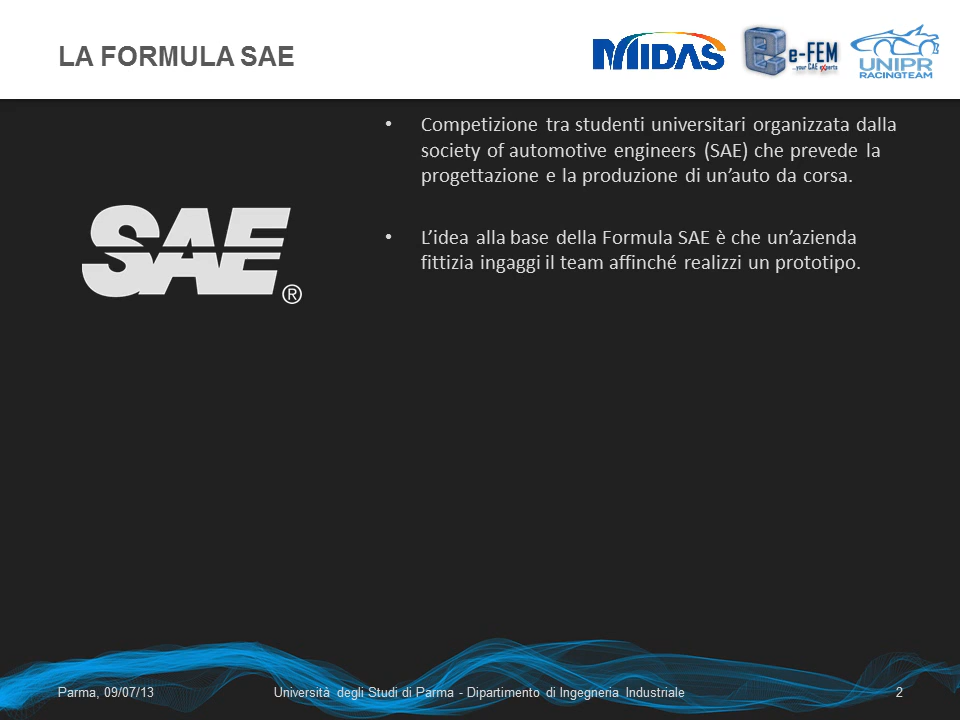 LA FORMULA SAE
MIDAS
e-FEM
...your CAE experts
UNIPR
RACINGTEAM
• Competizione tra studenti universitari organizzata dalla
society of automotive engineers (SAE) che prevede la
progettazione e la produzione di un’auto da corsa.
SAE®
• L’idea alla base della Formula SAE è che un’azienda
fittizia ingaggi il team affinché realizzi un prototipo.
Parma, 09/07/13 Università degli Studi di Parma - Dipartimento di Ingegneria Industriale 2